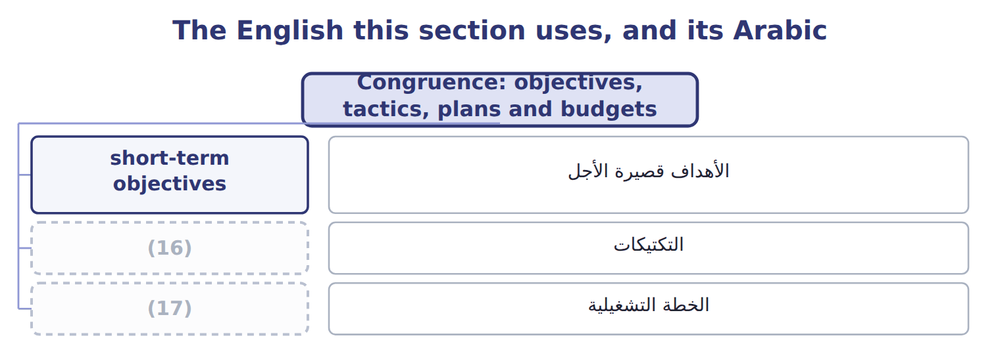 The English this section uses, and its Arabic
Congruence: objectives,
tactics, plans and budgets
short-term
objectives
الأهداف قصيرة الأجل
(16)
التكتيكات
(17)
الخطة التشغيلية